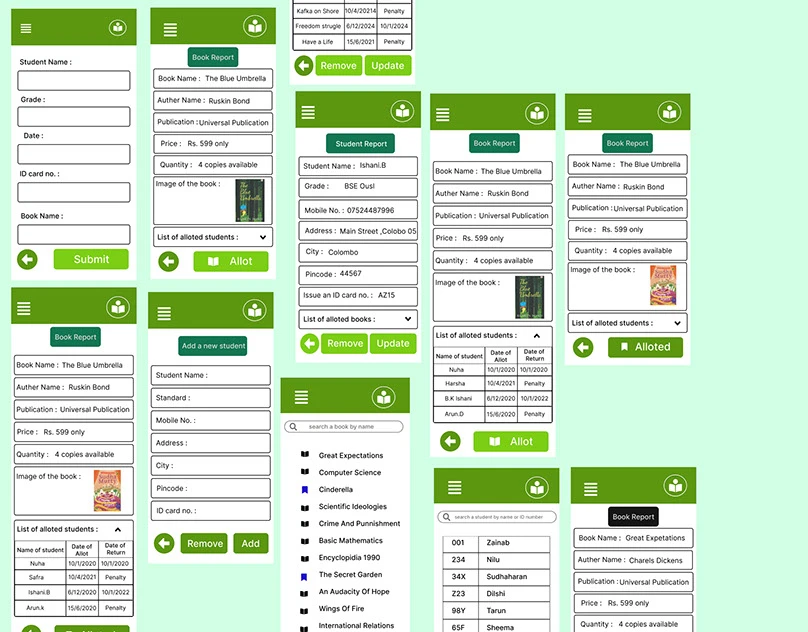 Student Name :
Grade :
Date :
ID card no. :
Book Name :
Submit
Book Report
Book Name : The Blue Umbrella
Auther Name : Ruskin Bond
Publication : Universal Publication
Price : Rs. 599 only
Quantity : 4 copies available
Image of the book :
The Blue Umbrella
List of alloted students :
Allot
Kafka on Shore 10/4/20214 Penalty
Freedom strugle 6/12/2024 10/1/2024
Have a Life 15/6/2021 Penalty
Remove Update
Student Report
Student Name : Ishani.B
Grade : BSE Ousl
Mobile No. : 07524487996
Address : Main Street ,Colobo 05
City : Colombo
Pincode : 44567
Issue an ID card no. : AZ15
List of alloted books :
Remove Update
Book Report
Book Name : The Blue Umbrella
Auther Name : Ruskin Bond
Publication : Universal Publication
Price : Rs. 599 only
Quantity : 4 copies available
Image of the book :
The Blue Umbrella
List of alloted students :
Name of student Date of Allot Date of Return
Nuha 10/1/2020 10/1/2020
Harsha 10/4/2021 Penalty
B.K Ishani 6/12/2020 10/1/2022
Arun.D 15/6/2020 Penalty
Allot
Book Report
Book Name : The Blue Umbrella
Auther Name : Ruskin Bond
Publication : Universal Publication
Price : Rs. 599 only
Quantity : 4 copies available
Image of the book :
List of alloted students :
Alloted
Book Report
Book Name : The Blue Umbrella
Auther Name : Ruskin Bond
Publication : Universal Publication
Price : Rs. 599 only
Quantity : 4 copies available
Image of the book :
List of alloted students :
Name of student Date of Allot Date of Return
Nuha 10/1/2020 10/1/2020
Safra 10/4/2021 Penalty
Ishani.B 6/12/2020 10/1/2022
Arun.k 15/6/2020 Penalty
Add a new student
Student Name :
Standard :
Mobile No. :
Address :
City :
Pincode :
ID card no. :
Remove Add
search a book by name
Great Expectations
Computer Science
Cinderella
Scientific Ideologies
Crime And Punnishment
Basic Mathematics
Encyclopidia 1990
The Secret Garden
An Audacity Of Hope
Wings Of Fire
International Relations
search a student by name or ID number
001 Zainab
234 Nilu
34X Sudhaharan
Z23 Dilshi
98Y Tarun
65F Sheema
Book Report
Book Name : Great Expetations
Auther Name : Charels Dickens
Publication : Universal Publication
Price : Rs. 599 only
Quantity : 4 copies available